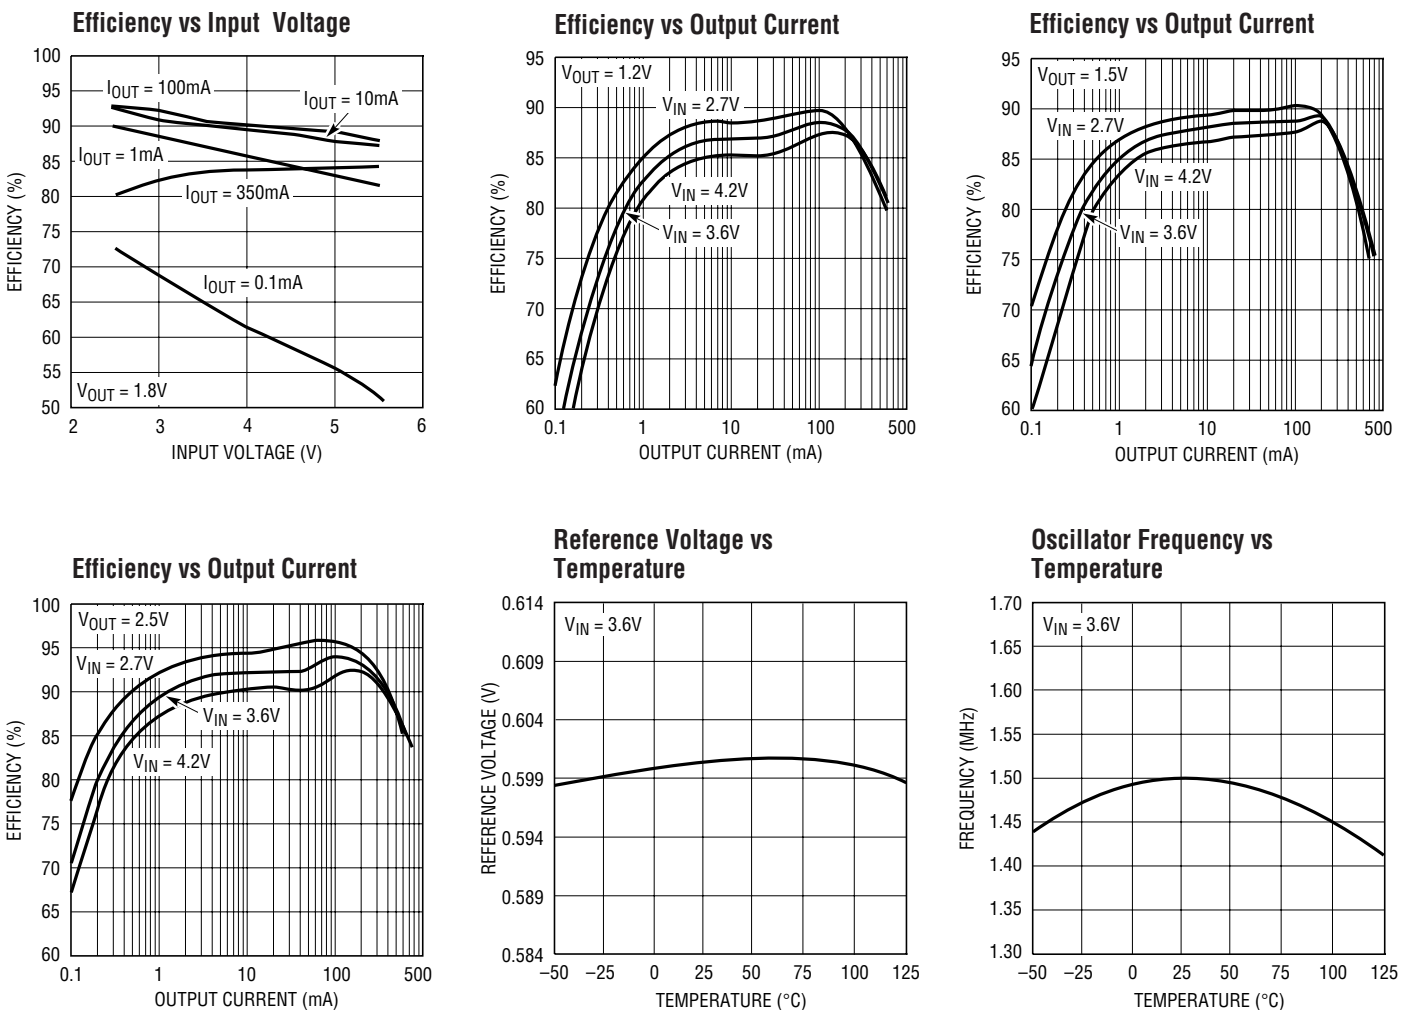 Efficiency vs Input Voltage
100
95
90
85
80
75
70
65
60
55
50
EFFICIENCY (%)
IOUT = 100mA
IOUT = 10mA
IOUT = 1mA
IOUT = 350mA
IOUT = 0.1mA
VOUT = 1.8V
2 3 4 5 6
INPUT VOLTAGE (V)
Efficiency vs Output Current
95
90
85
80
75
70
65
60
EFFICIENCY (%)
VOUT = 1.2V
VIN = 2.7V
VIN = 4.2V
VIN = 3.6V
0.1 1 10 100 500
OUTPUT CURRENT (mA)
Efficiency vs Output Current
95
90
85
80
75
70
65
60
EFFICIENCY (%)
VOUT = 1.5V
VIN = 2.7V
VIN = 4.2V
VIN = 3.6V
0.1 1 10 100 500
OUTPUT CURRENT (mA)
Efficiency vs Output Current
100
95
90
85
80
75
70
65
60
EFFICIENCY (%)
VOUT = 2.5V
VIN = 2.7V
VIN = 3.6V
VIN = 4.2V
0.1 1 10 100 500
OUTPUT CURRENT (mA)
Reference Voltage vs
Temperature
0.614
0.609
0.604
0.599
0.594
0.589
0.584
REFERENCE VOLTAGE (V)
VIN = 3.6V
–50 –25 0 25 50 75 100 125
TEMPERATURE (°C)
Oscillator Frequency vs
Temperature
1.70
1.65
1.60
1.55
1.50
1.45
1.40
1.35
1.30
FREQUENCY (MHz)
VIN = 3.6V
–50 –25 0 25 50 75 100 125
TEMPERATURE (°C)